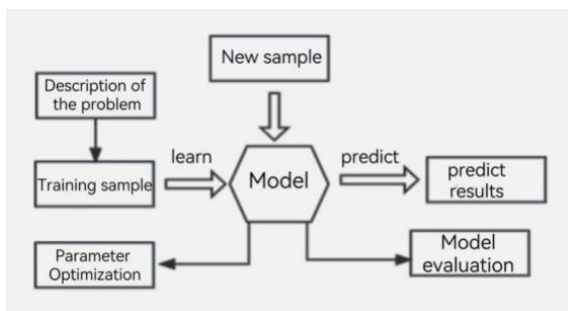 New sample
Description of
the problem
learn
predict
Training sample
Model
predict
results
Parameter
Optimization
Model
evaluation